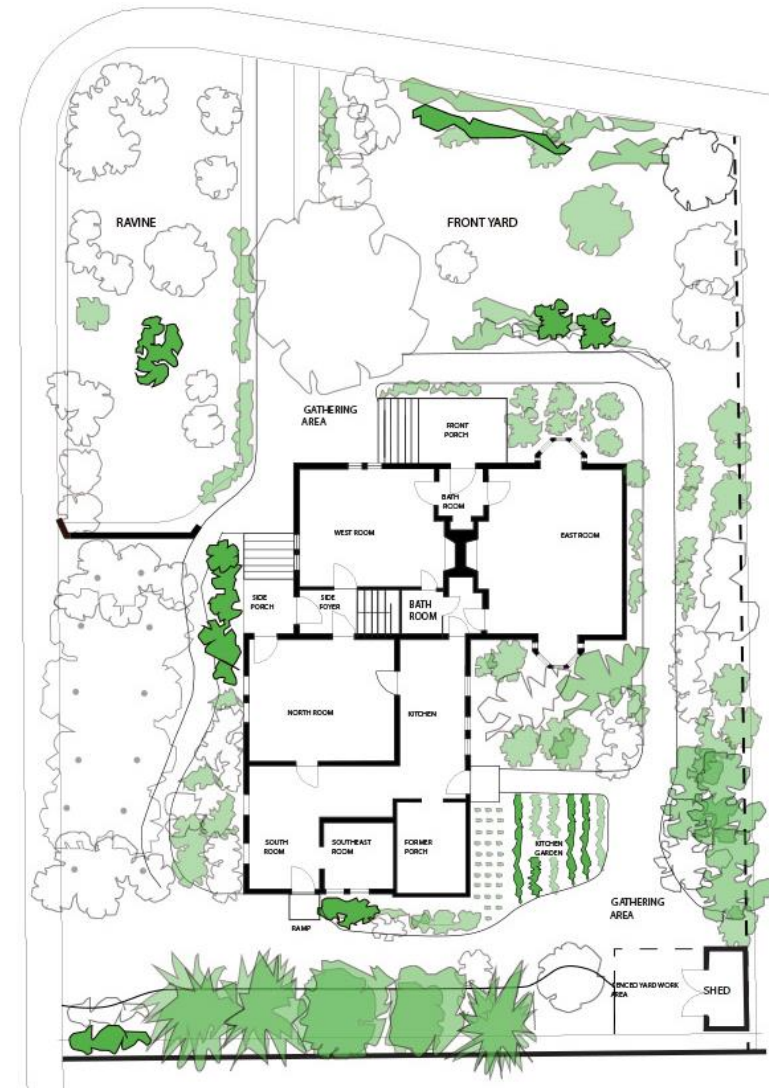 RAVINE
FRONT YARD
GATHERING
AREA
FRONT
PORCH
BATH
ROOM
WEST ROOM
EAST ROOM
SIDE
PORCH
SIDE
FOYER
BATH
ROOM
NORTH ROOM
KITCHEN
SOUTH
ROOM
SOUTHEAST
ROOM
FORMER
PORCH
KITCHEN
GARDEN
GATHERING
AREA
RAMP
ENCED YARD WORK
AREA
SHED